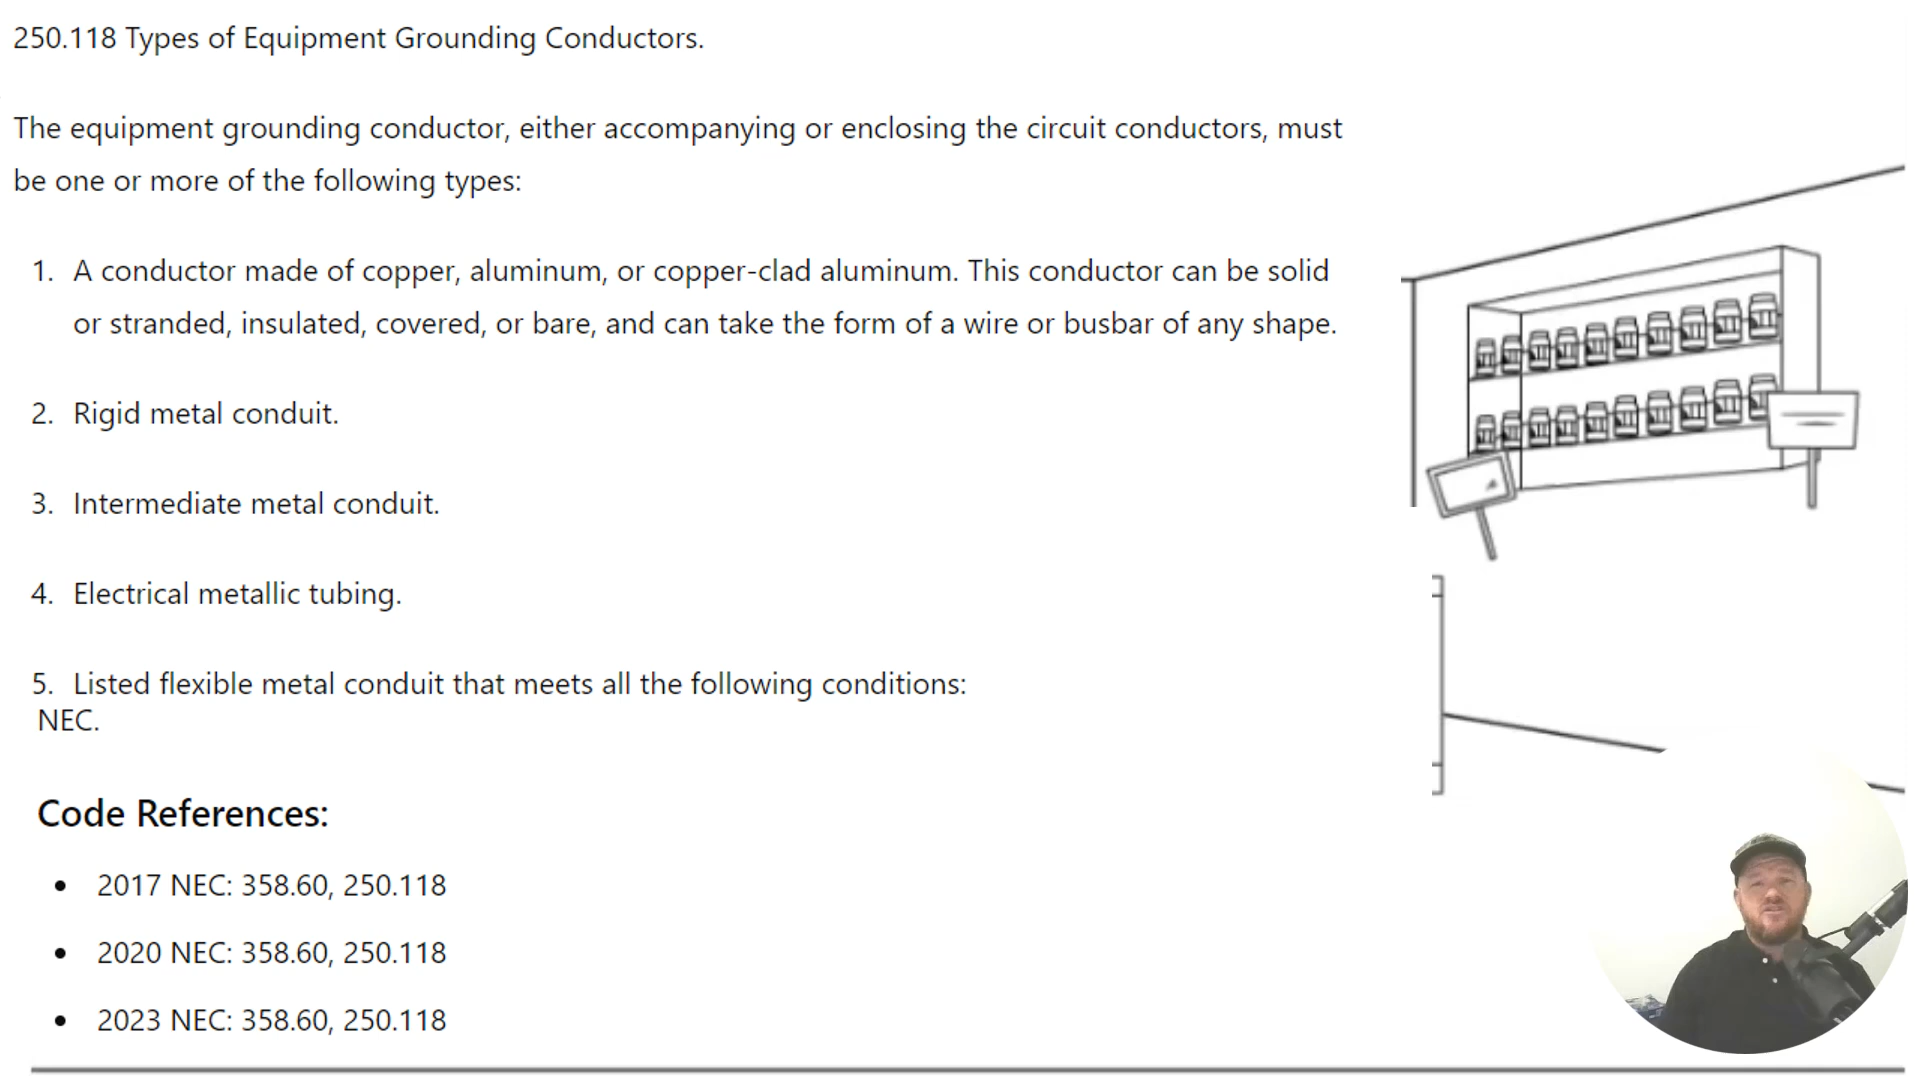 250.118 Types of Equipment Grounding Conductors.
The equipment grounding conductor, either accompanying or enclosing the circuit conductors, must
be one or more of the following types:
1. A conductor made of copper, aluminum, or copper-clad aluminum. This conductor can be solid
or stranded, insulated, covered, or bare, and can take the form of a wire or busbar of any shape.
2. Rigid metal conduit.
3. Intermediate metal conduit.
4. Electrical metallic tubing.
5. Listed flexible metal conduit that meets all the following conditions:
NEC.
Code References:
• 2017 NEC: 358.60, 250.118
• 2020 NEC: 358.60, 250.118
• 2023 NEC: 358.60, 250.118